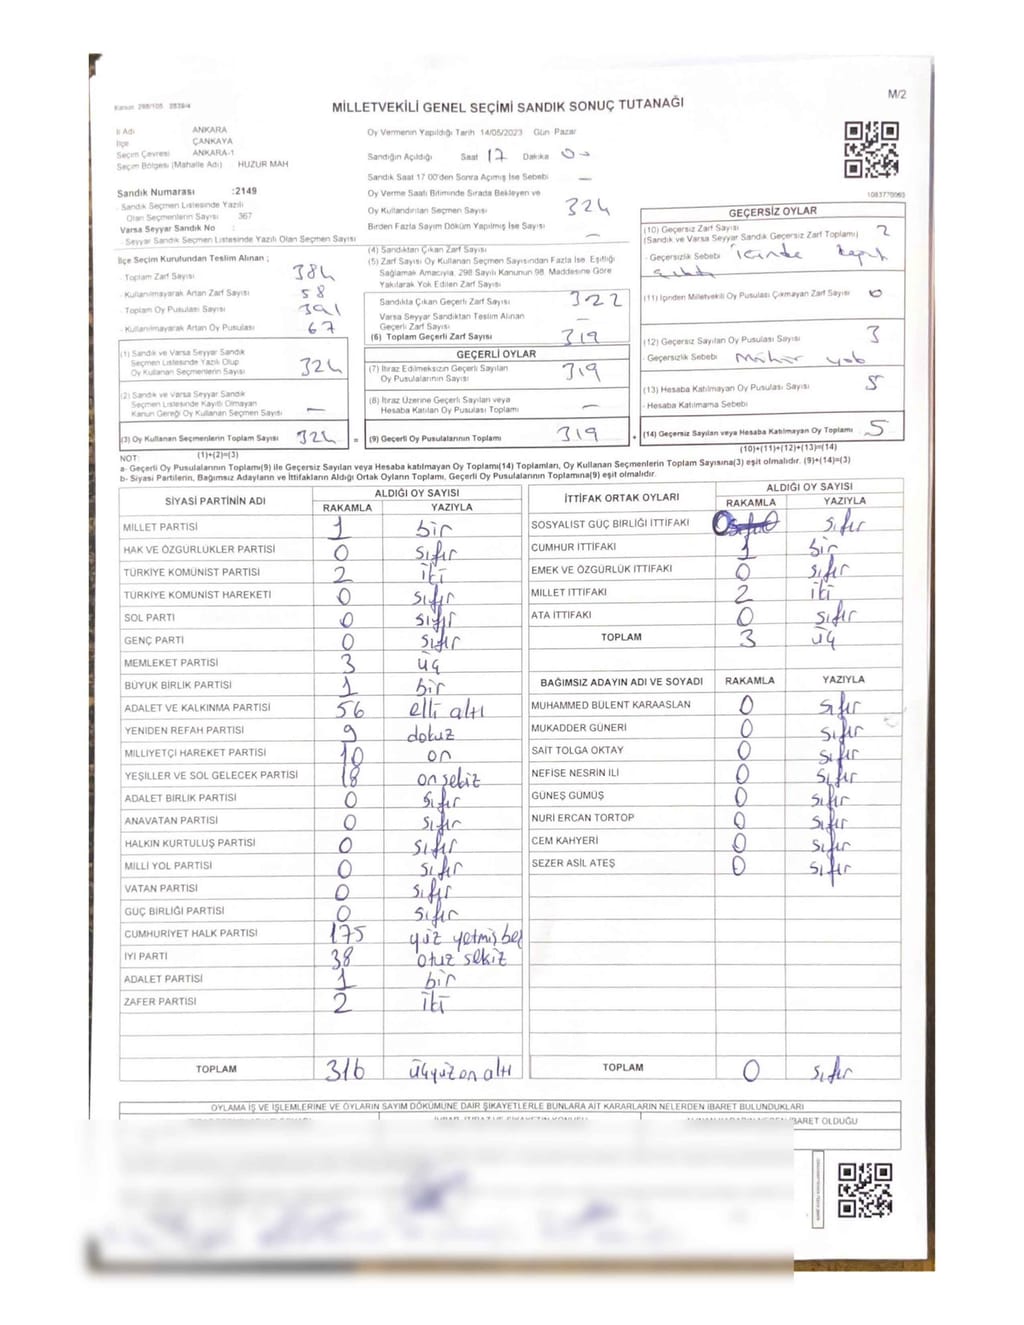 M/2
Kanun 298/105 2839/4
MİLLETVEKİLİ GENEL SEÇİMİ SANDIK SONUÇ TUTANAĞI
İl Adı ANKARA
İlçe ÇANKAYA
Seçim Çevresi ANKARA-1
Seçim Bölgesi (Mahalle Adı) HUZUR MAH
Sandık Numarası :2149
- Sandık Seçmen Listesinde Yazılı
Olan Seçmenlerin Sayısı 367
Varsa Seyyar Sandık No :
- Seyyar Sandık Seçmen Listesinde Yazılı Olan Seçmen Sayısı
İlçe Seçim Kurulundan Teslim Alınan ;
- Toplam Zarf Sayısı 384
- Kullanılmayarak Artan Zarf Sayısı 58
- Toplam Oy Pusulası Sayısı 391
- Kullanılmayarak Artan Oy Pusulası 67
(1) Sandık ve Varsa Seyyar Sandık
Seçmen Listesinde Yazılı Olup
Oy Kullanan Seçmenlerin Sayısı 324
(2) Sandık ve Varsa Seyyar Sandık
Seçmen Listesinde Kayıtlı Olmayan
Kanun Gereği Oy Kullanan Seçmen Sayısı —
(3) Oy Kullanan Seçmenlerin Toplam Sayısı 324 =
Oy Vermenin Yapıldığı Tarih 14/05/2023 Gün Pazar
Sandığın Açıldığı Saat 17 Dakika 00
Sandık Saat 17 00'den Sonra Açımış İse Sebebi —
Oy Verme Saati Bitiminde Sırada Bekleyen ve
Oy Kullandırılan Seçmen Sayısı 324
Birden Fazla Sayım Döküm Yapılmış İse Sayısı —
(4) Sandıktan Çıkan Zarf Sayısı
(5) Zarf Sayısı Oy Kullanan Seçmen Sayısından Fazla İse, Eşitliği
Sağlamak Amacıyla, 298 Sayılı Kanunun 98. Maddesine Göre
Yakılarak Yok Edilen Zarf Sayısı
Sandıkta Çıkan Geçerli Zarf Sayısı 322
Varsa Seyyar Sandıktan Teslim Alınan
Geçerli Zarf Sayısı —
(6) Toplam Geçerli Zarf Sayısı 319
GEÇERLİ OYLAR
(7) İtiraz Edilmeksizin Geçerli Sayılan
Oy Pusulalarının Sayısı 319
(8) İtiraz Üzerine Geçerli Sayılan veya
Hesaba Katılan Oy Pusulası Toplamı —
(9) Geçerli Oy Pusulalarının Toplamı 319 +
1083770063
GEÇERSİZ OYLAR
(10) Geçersiz Zarf Sayısı
(Sandık ve Varsa Seyyar Sandık Geçersiz Zarf Toplamı) 2
- Geçersizlik Sebebi İçinde
(11) İçinden Milletvekili Oy Pusulası Çıkmayan Zarf Sayısı 0
(12) Geçersiz Sayılan Oy Pusulası Sayısı 3
- Geçersizlik Sebebi Mühür yok
(13) Hesaba Katılmayan Oy Pusulası Sayısı 5
- Hesaba Katılmama Sebebi
(14) Geçersiz Sayılan veya Hesaba Katılmayan Oy Toplamı 5
NOT: (1)+(2)=(3) (10)+(11)+(12)+(13)=(14)
a- Geçerli Oy Pusulalarının Toplamı(9) ile Geçersiz Sayılan veya Hesaba katılmayan Oy Toplamı(14) Toplamları, Oy Kullanan Seçmenlerin Toplam Sayısına(3) eşit olmalıdır. (9)+(14)=(3)
b- Siyasi Partilerin, Bağımsız Adayların ve İttifakların Aldığı Ortak Oyların Toplamı, Geçerli Oy Pusulalarının Toplamına(9) eşit olmalıdır.
SİYASİ PARTİNİN ADI ALDIĞI OY SAYISI
RAKAMLA YAZIYLA
MİLLET PARTİSİ 1 bir
HAK VE ÖZGÜRLÜKLER PARTİSİ 0 sıfır
TÜRKİYE KOMÜNİST PARTİSİ 2 iki
TÜRKİYE KOMÜNİST HAREKETİ 0 sıfır
SOL PARTİ 0 sıfır
GENÇ PARTİ 0 sıfır
MEMLEKET PARTİSİ 3 üç
BÜYÜK BİRLİK PARTİSİ 1 bir
ADALET VE KALKINMA PARTİSİ 56 elli altı
YENİDEN REFAH PARTİSİ 9 dokuz
MİLLİYETÇİ HAREKET PARTİSİ 10 on
YEŞİLLER VE SOL GELECEK PARTİSİ 18 on sekiz
ADALET BİRLİK PARTİSİ 0 sıfır
ANAVATAN PARTİSİ 0 sıfır
HALKIN KURTULUŞ PARTİSİ 0 sıfır
MİLLİ YOL PARTİSİ 0 sıfır
VATAN PARTİSİ 0 sıfır
GÜÇ BİRLİĞİ PARTİSİ 0 sıfır
CUMHURİYET HALK PARTİSİ 175 yüz yetmiş beş
İYİ PARTİ 38 otuz sekiz
ADALET PARTİSİ 1 bir
ZAFER PARTİSİ 2 iki
TOPLAM 316 üçyüz on altı
İTTİFAK ORTAK OYLARI ALDIĞI OY SAYISI
RAKAMLA YAZIYLA
SOSYALİST GÜÇ BİRLİĞİ İTTİFAKI 0 sıfır
CUMHUR İTTİFAKI 1 bir
EMEK VE ÖZGÜRLÜK İTTİFAKI 0 sıfır
MİLLET İTTİFAKI 2 iki
ATA İTTİFAKI 0 sıfır
TOPLAM 3 üç
BAĞIMSIZ ADAYIN ADI VE SOYADI RAKAMLA YAZIYLA
MUHAMMED BÜLENT KARAASLAN 0 sıfır
MUKADDER GÜNERİ 0 sıfır
SAİT TOLGA OKTAY 0 sıfır
NEFİSE NESRİN İLİ 0 sıfır
GÜNEŞ GÜMÜŞ 0 sıfır
NURİ ERCAN TORTOP 0 sıfır
CEM KAHYERİ 0 sıfır
SEZER ASİL ATEŞ 0 sıfır
TOPLAM 0 sıfır
OYLAMA İŞ VE İŞLEMLERİNE VE OYLARIN SAYIM DÖKÜMÜNE DAİR ŞİKAYETLERLE BUNLARA AİT KARARLARIN NELERDEN İBARET BULUNDUKLARI
İBARET OLDUĞU